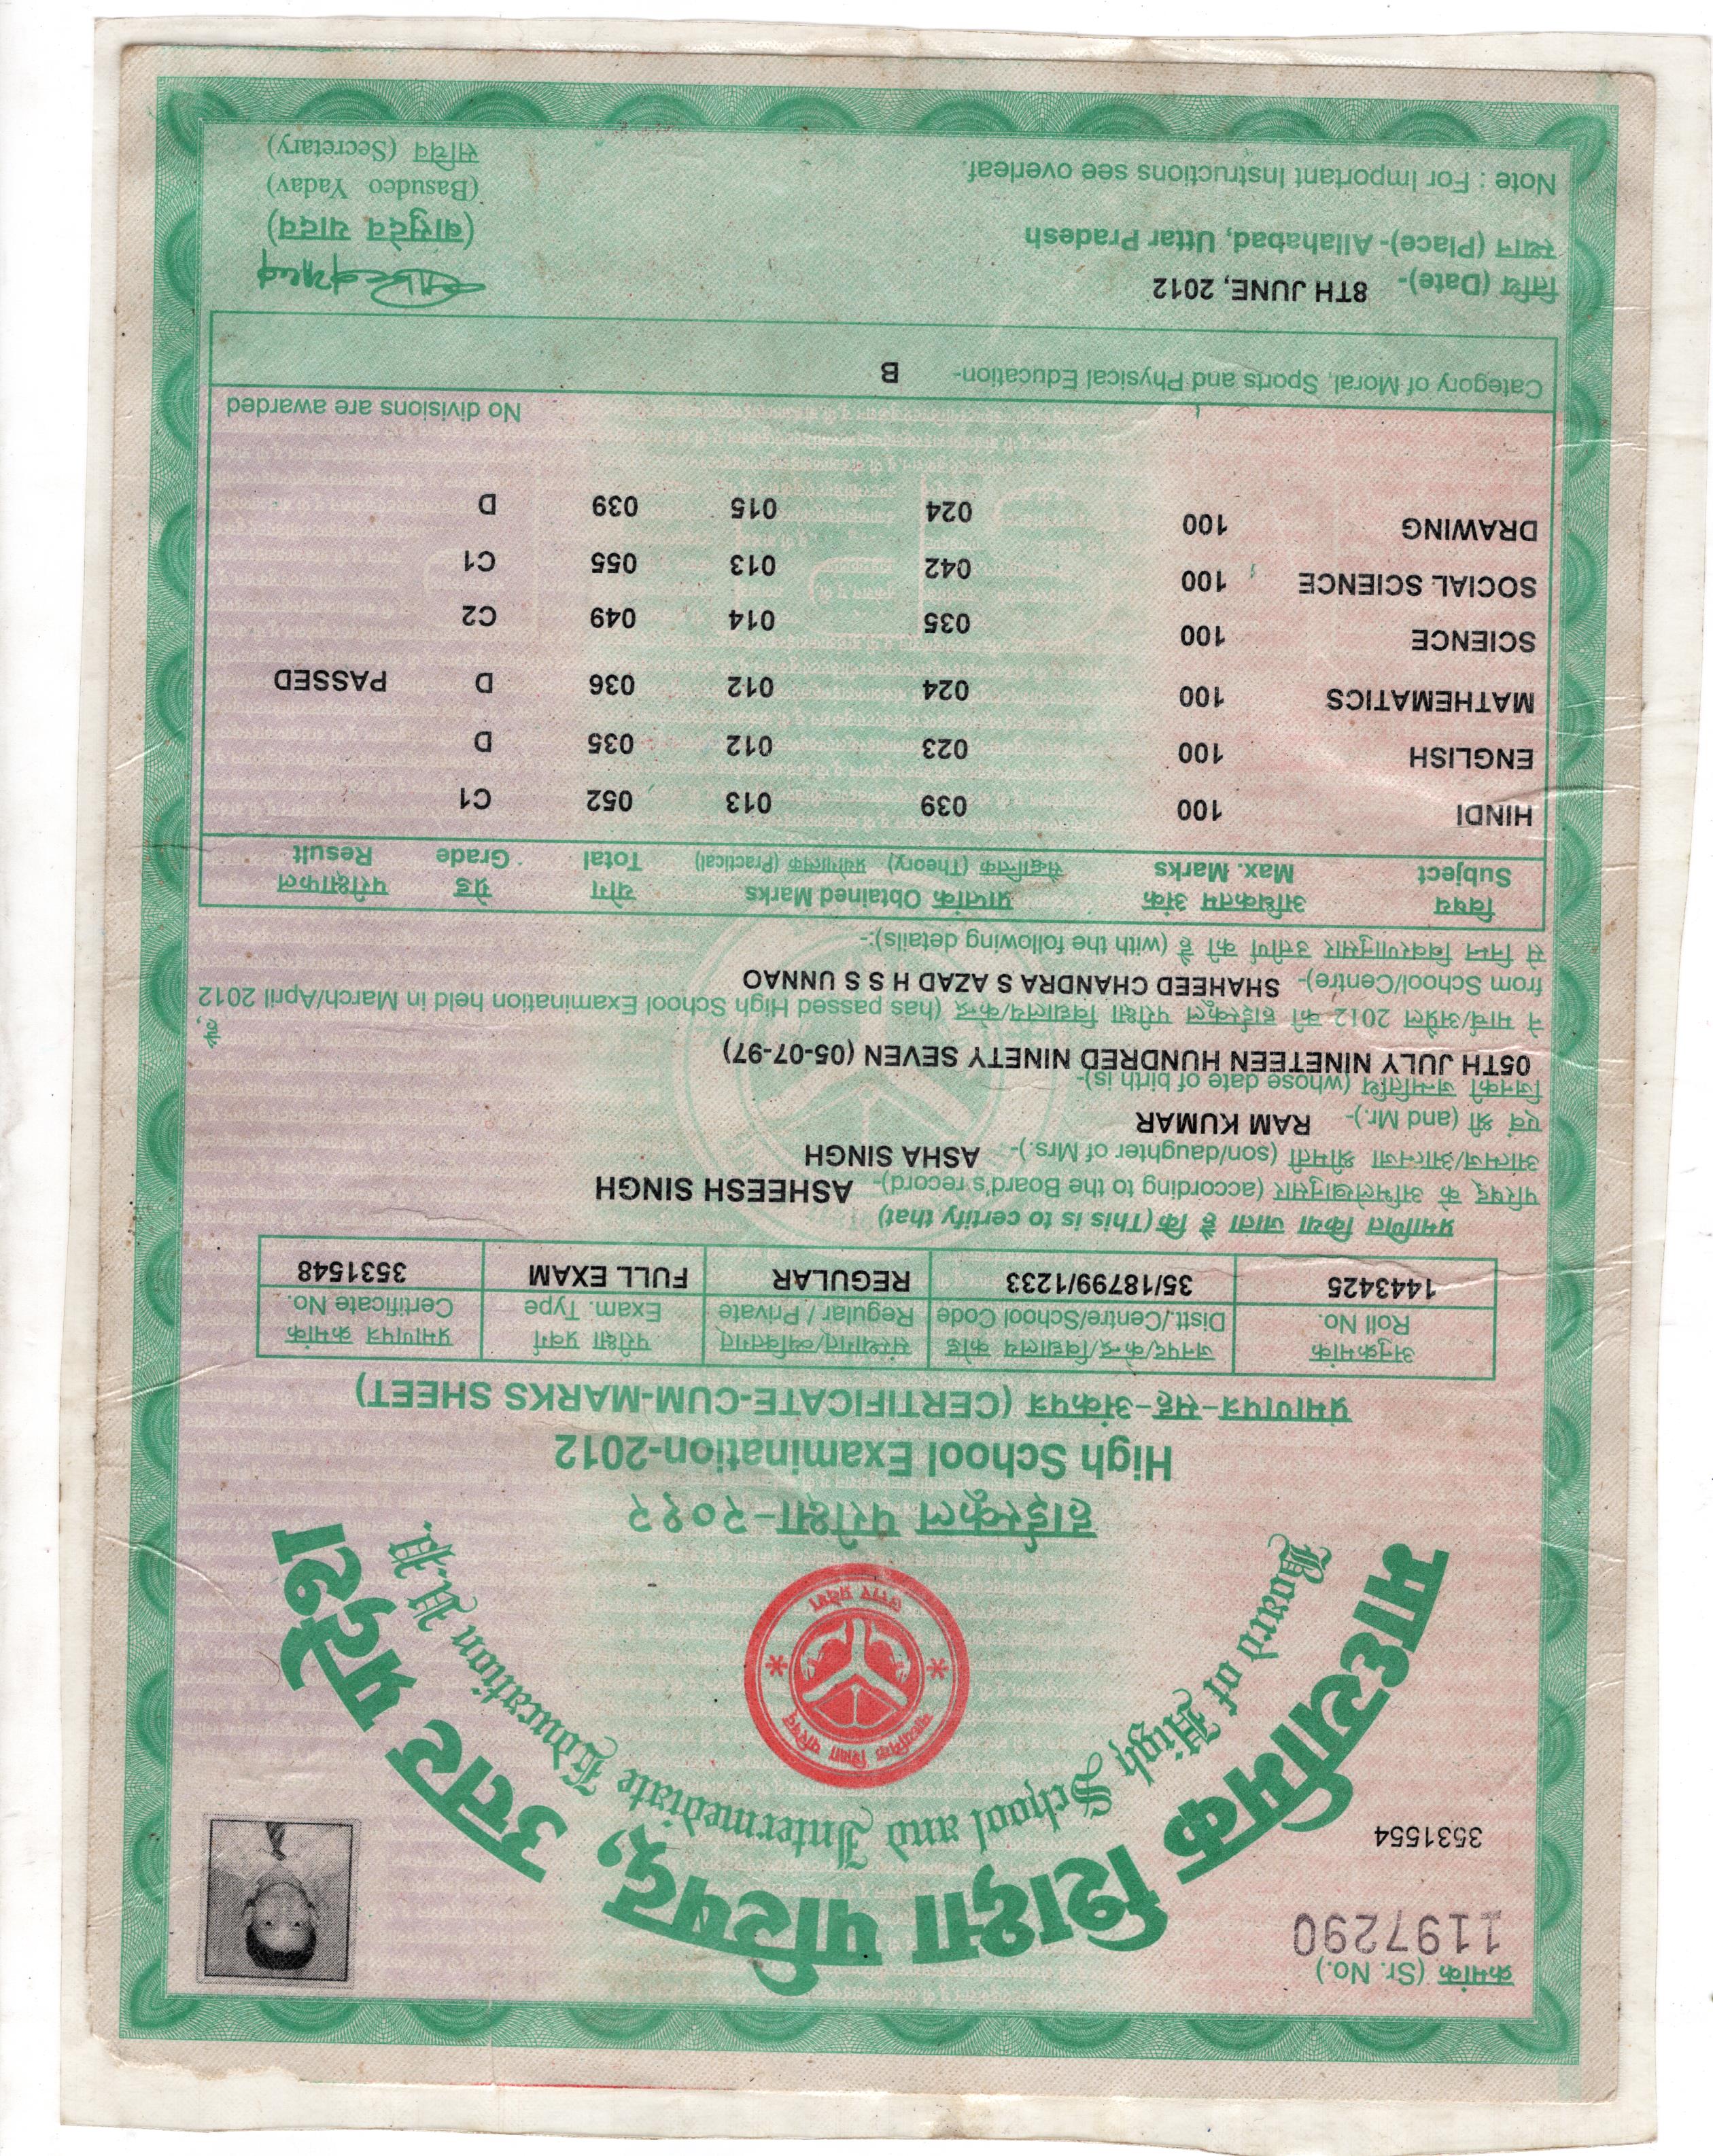 क्रमांक (Sr. No.)
1197290
3531554
माध्यमिक शिक्षा परिषद्, उत्तर प्रदेश
Board of High School and Intermediate Education U.P.
माध्यमिक शिक्षा परिषद
उत्तर प्रदेश
हाईस्कूल परीक्षा-२०१२
High School Examination-2012
प्रमाणपत्र-सह-अंकपत्र (CERTIFICATE-CUM-MARKS SHEET)
अनुक्रमांक जनपद/केन्द्र/विद्यालय कोड संस्थागत/व्यक्तिगत परीक्षा प्रवर्ग प्रमाणपत्र क्रमांक
Roll No. Distt./Centre/School Code Regular / Private Exam. Type Certificate No.
1443425 35/18799/1233 REGULAR FULL EXAM 3531548
प्रमाणित किया जाता है कि (This is to certify that)
परिषद् के अभिलेखानुसार (according to the Board's record)- ASHEESH SINGH
आत्मज/आत्मजा श्रीमती (son/daughter of Mrs.)- ASHA SINGH
एवं श्री (and Mr.)- RAM KUMAR
जिनकी जन्मतिथि (whose date of birth is)-
05TH JULY NINETEEN HUNDRED NINETY SEVEN (05-07-97) है,
ने मार्च/अप्रैल 2012 की हाईस्कूल परीक्षा विद्यालय/केन्द्र (has passed High School Examination held in March/April 2012
from School/Centre)- SHAHEED CHANDRA S AZAD H S S UNNAO
से निम्न विवरणानुसार उत्तीर्ण की है (with the following details):-
विषय अधिकतम अंक प्राप्तांक Obtained Marks योग ग्रेड परीक्षाफल
Subject Max. Marks सैद्धान्तिक (Theory) प्रयोगात्मक (Practical) Total Grade Result
HINDI 100 039 013 052 C1
ENGLISH 100 023 012 035 D
MATHEMATICS 100 024 012 036 D PASSED
SCIENCE 100 035 014 049 C2
SOCIAL SCIENCE 100 042 013 055 C1
DRAWING 100 024 015 039 D
No divisions are awarded
Category of Moral, Sports and Physical Education- B
तिथि (Date)- 8TH JUNE, 2012
स्थान (Place)- Allahabad, Uttar Pradesh
Note : For Important Instructions see overleaf.
(वासुदेव यादव)
(Basudeo Yadav)
सचिव (Secretary)